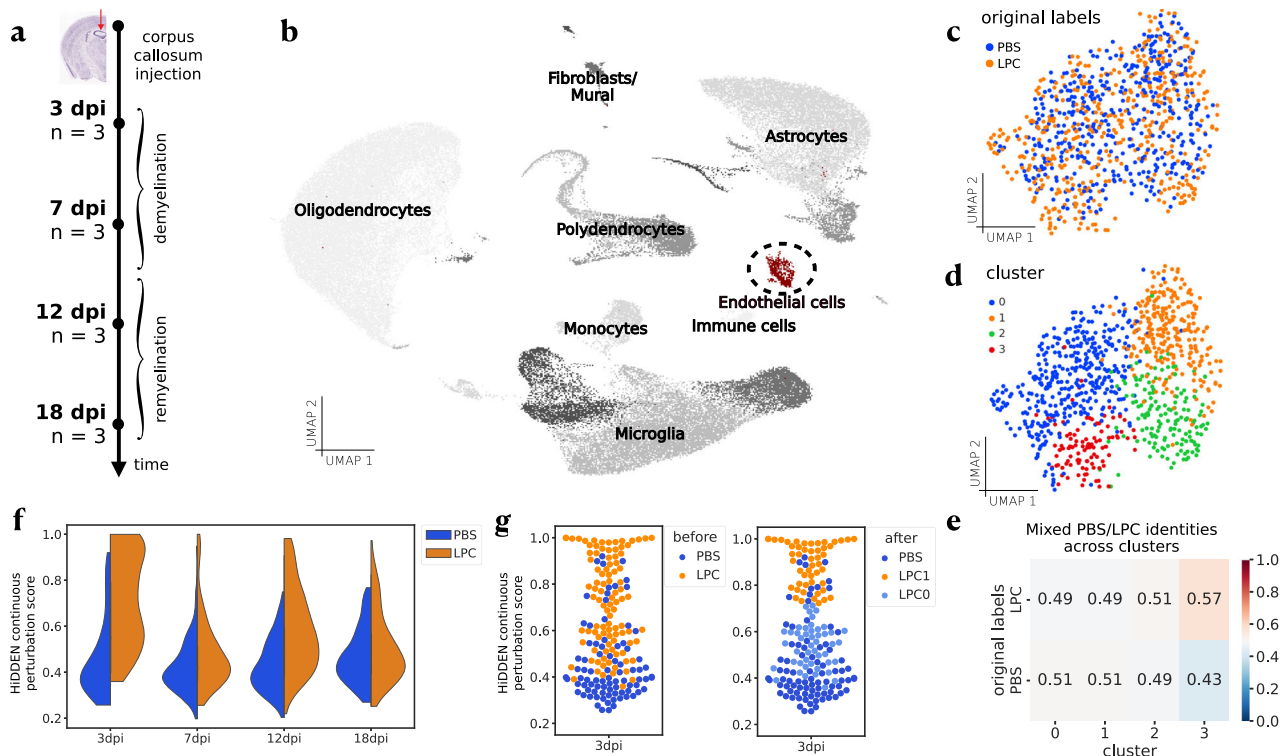 a
corpus
callosum
injection
3 dpi
n = 3
7 dpi
n = 3
12 dpi
n = 3
18 dpi
n = 3
time
demyelination
remyelination
b
Fibroblasts/
Mural
Astrocytes
Oligodendrocytes
Polydendrocytes
Endothelial cells
Immune cells
Monocytes
Microglia
UMAP 2
UMAP 1
c
original labels
PBS
LPC
UMAP 2
UMAP 1
d
cluster
0
1
2
3
UMAP 2
UMAP 1
f
PBS
LPC
HiDDEN continuous
perturbation score
1.0
0.8
0.6
0.4
0.2
3dpi 7dpi 12dpi 18dpi
g
HiDDEN continuous
perturbation score
1.0
0.8
0.6
0.4
0.2
3dpi
before
PBS
LPC
1.0
0.8
0.6
0.4
0.2
3dpi
after
PBS
LPC1
LPC0
e
Mixed PBS/LPC identities
across clusters
original labels
LPC
PBS
0.49 0.49 0.51 0.57
0.51 0.51 0.49 0.43
0 1 2 3
cluster
1.0
0.8
0.6
0.4
0.2
0.0